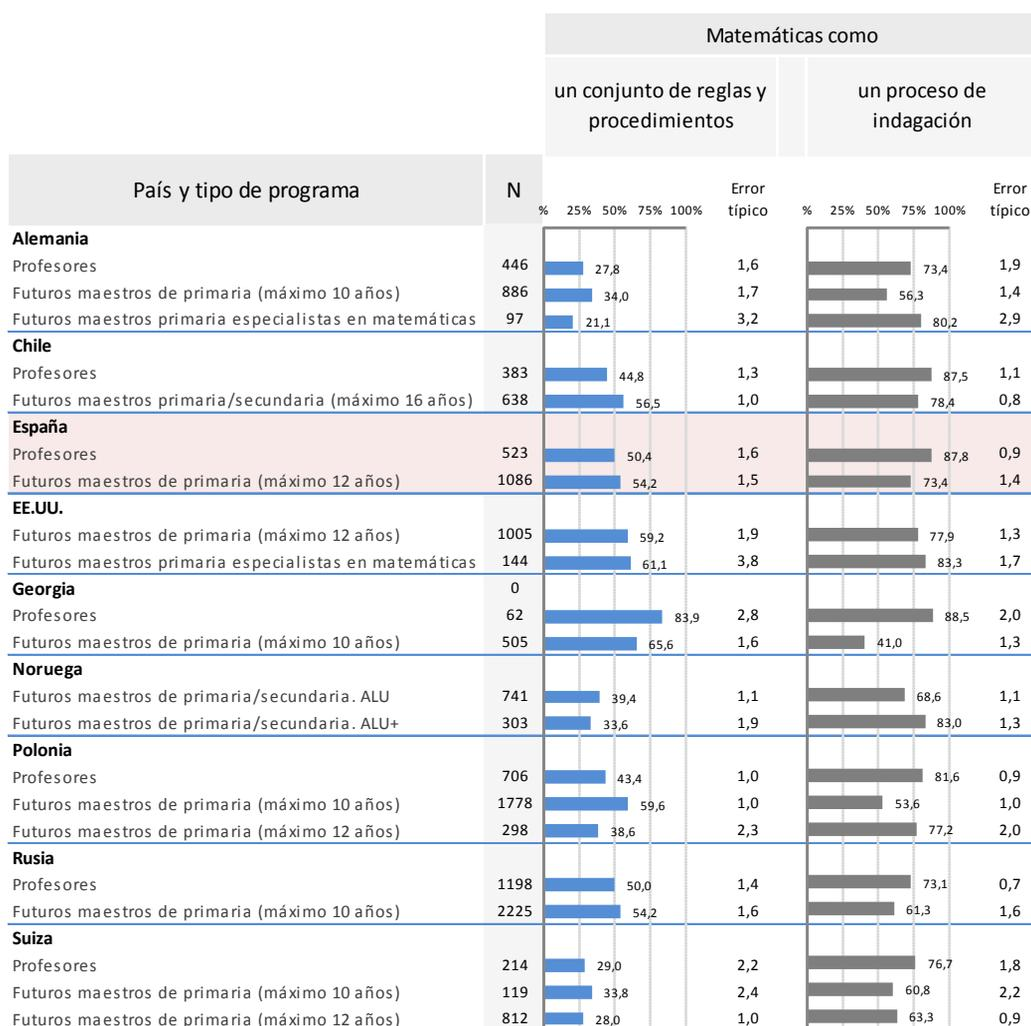 Matemáticas como
un conjunto de reglas y procedimientos
un proceso de indagación
País y tipo de programa N % 25% 50% 75% 100% Error típico % 25% 50% 75% 100% Error típico
Alemania
Profesores 446 27,8 1,6 73,4 1,9
Futuros maestros de primaria (máximo 10 años) 886 34,0 1,7 56,3 1,4
Futuros maestros primaria especialistas en matemáticas 97 21,1 3,2 80,2 2,9
Chile
Profesores 383 44,8 1,3 87,5 1,1
Futuros maestros primaria/secundaria (máximo 16 años) 638 56,5 1,0 78,4 0,8
España
Profesores 523 50,4 1,6 87,8 0,9
Futuros maestros de primaria (máximo 12 años) 1086 54,2 1,5 73,4 1,4
EE.UU.
Futuros maestros de primaria (máximo 12 años) 1005 59,2 1,9 77,9 1,3
Futuros maestros primaria especialistas en matemáticas 144 61,1 3,8 83,3 1,7
Georgia 0
Profesores 62 83,9 2,8 88,5 2,0
Futuros maestros de primaria (máximo 10 años) 505 65,6 1,6 41,0 1,3
Noruega
Futuros maestros de primaria/secundaria. ALU 741 39,4 1,1 68,6 1,1
Futuros maestros de primaria/secundaria. ALU+ 303 33,6 1,9 83,0 1,3
Polonia
Profesores 706 43,4 1,0 81,6 0,9
Futuros maestros de primaria (máximo 10 años) 1778 59,6 1,0 53,6 1,0
Futuros maestros de primaria (máximo 12 años) 298 38,6 2,3 77,2 2,0
Rusia
Profesores 1198 50,0 1,4 73,1 0,7
Futuros maestros de primaria (máximo 10 años) 2225 54,2 1,6 61,3 1,6
Suiza
Profesores 214 29,0 2,2 76,7 1,8
Futuros maestros de primaria (máximo 10 años) 119 33,8 2,4 60,8 2,2
Futuros maestros de primaria (máximo 12 años) 812 28,0 1,0 63,3 0,9